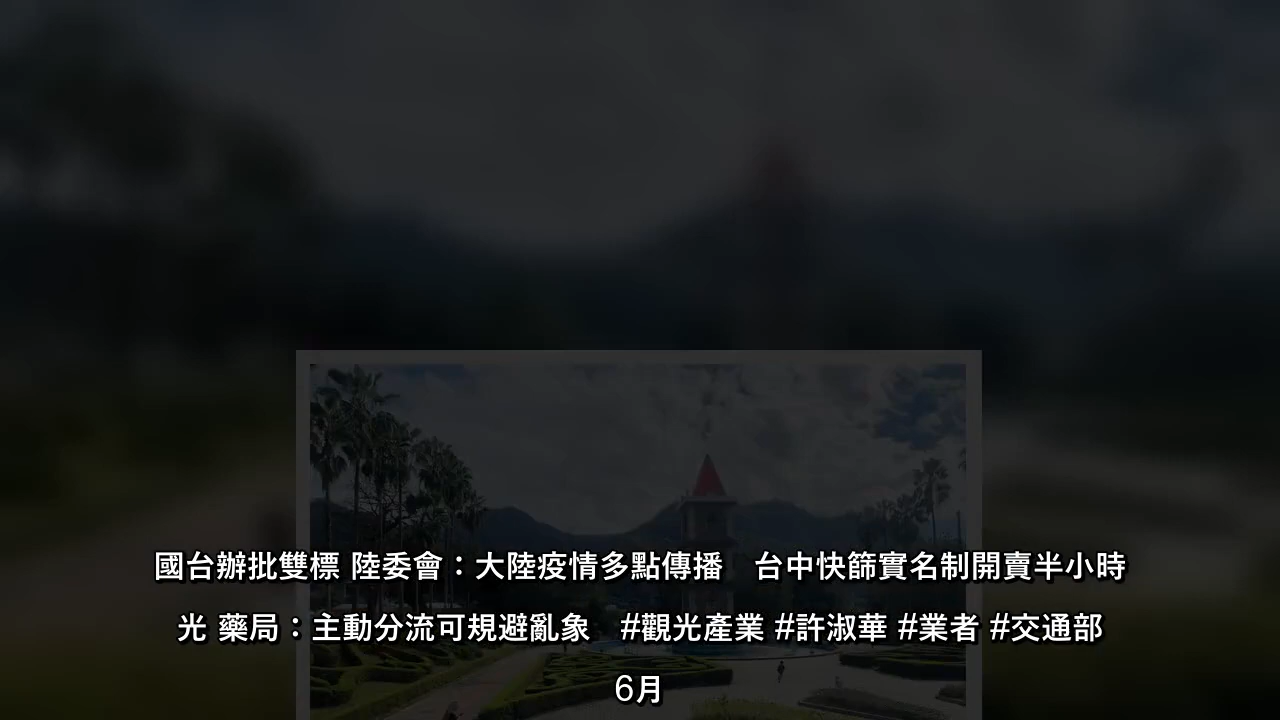 國台辦批雙標 陸委會：大陸疫情多點傳播　台中快篩實名制開賣半小時
光 藥局：主動分流可規避亂象　#觀光產業 #許淑華 #業者 #交通部
6月